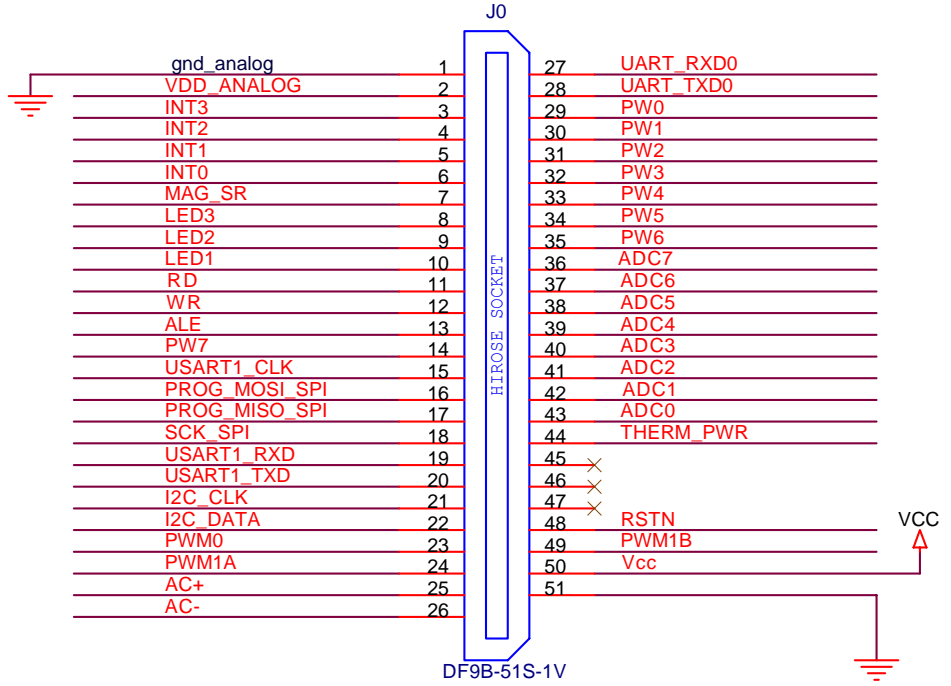 J0
gnd_analog 1 27 UART_RXD0
VDD_ANALOG 2 28 UART_TXD0
INT3 3 29 PW0
INT2 4 30 PW1
INT1 5 31 PW2
INT0 6 32 PW3
MAG_SR 7 33 PW4
LED3 8 34 PW5
LED2 9 35 PW6
LED1 10 36 ADC7
RD 11 37 ADC6
WR 12 38 ADC5
ALE 13 39 ADC4
PW7 14 40 ADC3
USART1_CLK 15 41 ADC2
PROG_MOSI_SPI 16 42 ADC1
PROG_MISO_SPI 17 43 ADC0
SCK_SPI 18 44 THERM_PWR
USART1_RXD 19 45
USART1_TXD 20 46
I2C_CLK 21 47
I2C_DATA 22 48 RSTN
PWM0 23 49 PWM1B
PWM1A 24 50 Vcc
AC+ 25 51
AC- 26
HIROSE SOCKET
VCC
DF9B-51S-1V